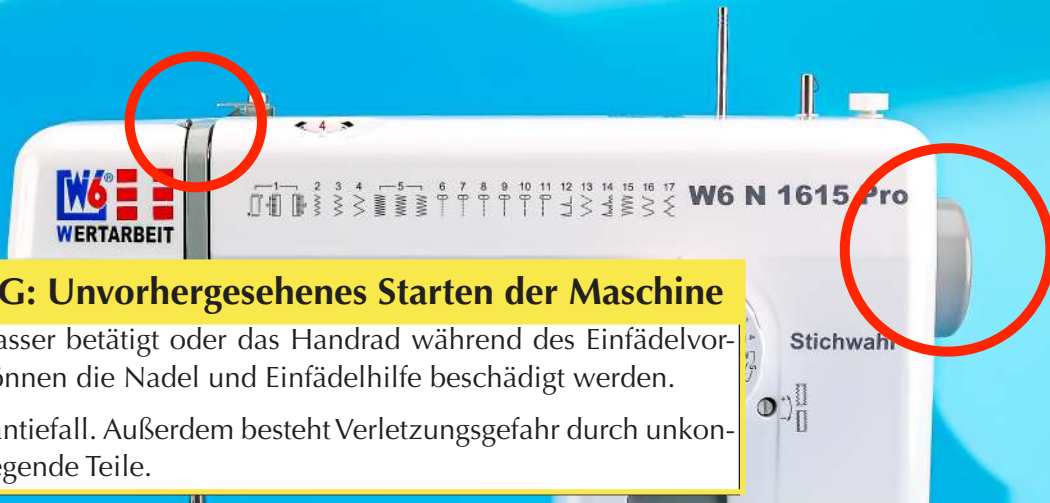 4
W6®
WERTARBEIT
1 2 3 4 5 6 7 8 9 10 11 12 13 14 15 16 17
W6 N 1615 Pro
G: Unvorhergesehenes Starten der Maschine
asser betätigt oder das Handrad während des Einfädelvor-
önnen die Nadel und Einfädelhilfe beschädigt werden.
antiefall. Außerdem besteht Verletzungsgefahr durch unkon-
egende Teile.
Stichwahl